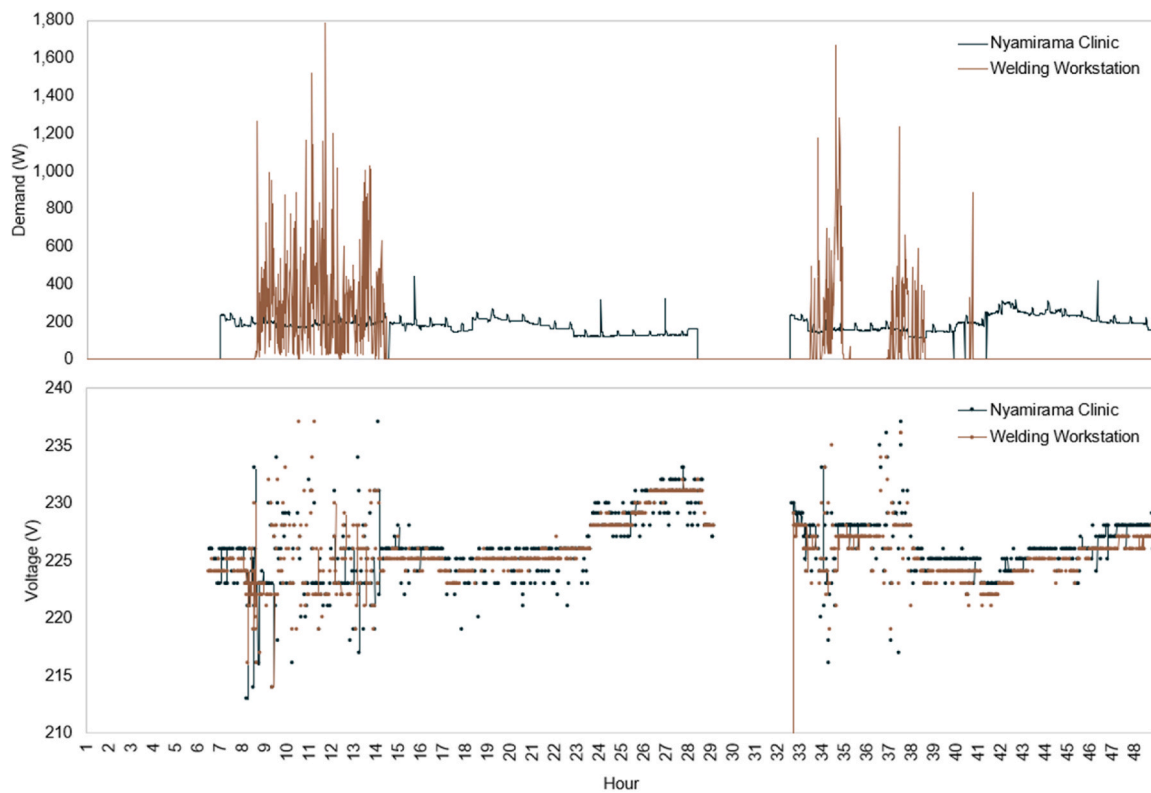 1,800
1,600
1,400
1,200
1,000
800
600
400
200
0
Demand (W)
Nyamirama Clinic
Welding Workstation
240
235
230
225
220
215
210
Voltage (V)
Nyamirama Clinic
Welding Workstation
1 2 3 4 5 6 7 8 9 10 11 12 13 14 15 16 17 18 19 20 21 22 23 24 25 26 27 28 29 30 31 32 33 34 35 36 37 38 39 40 41 42 43 44 45 46 47 48
Hour